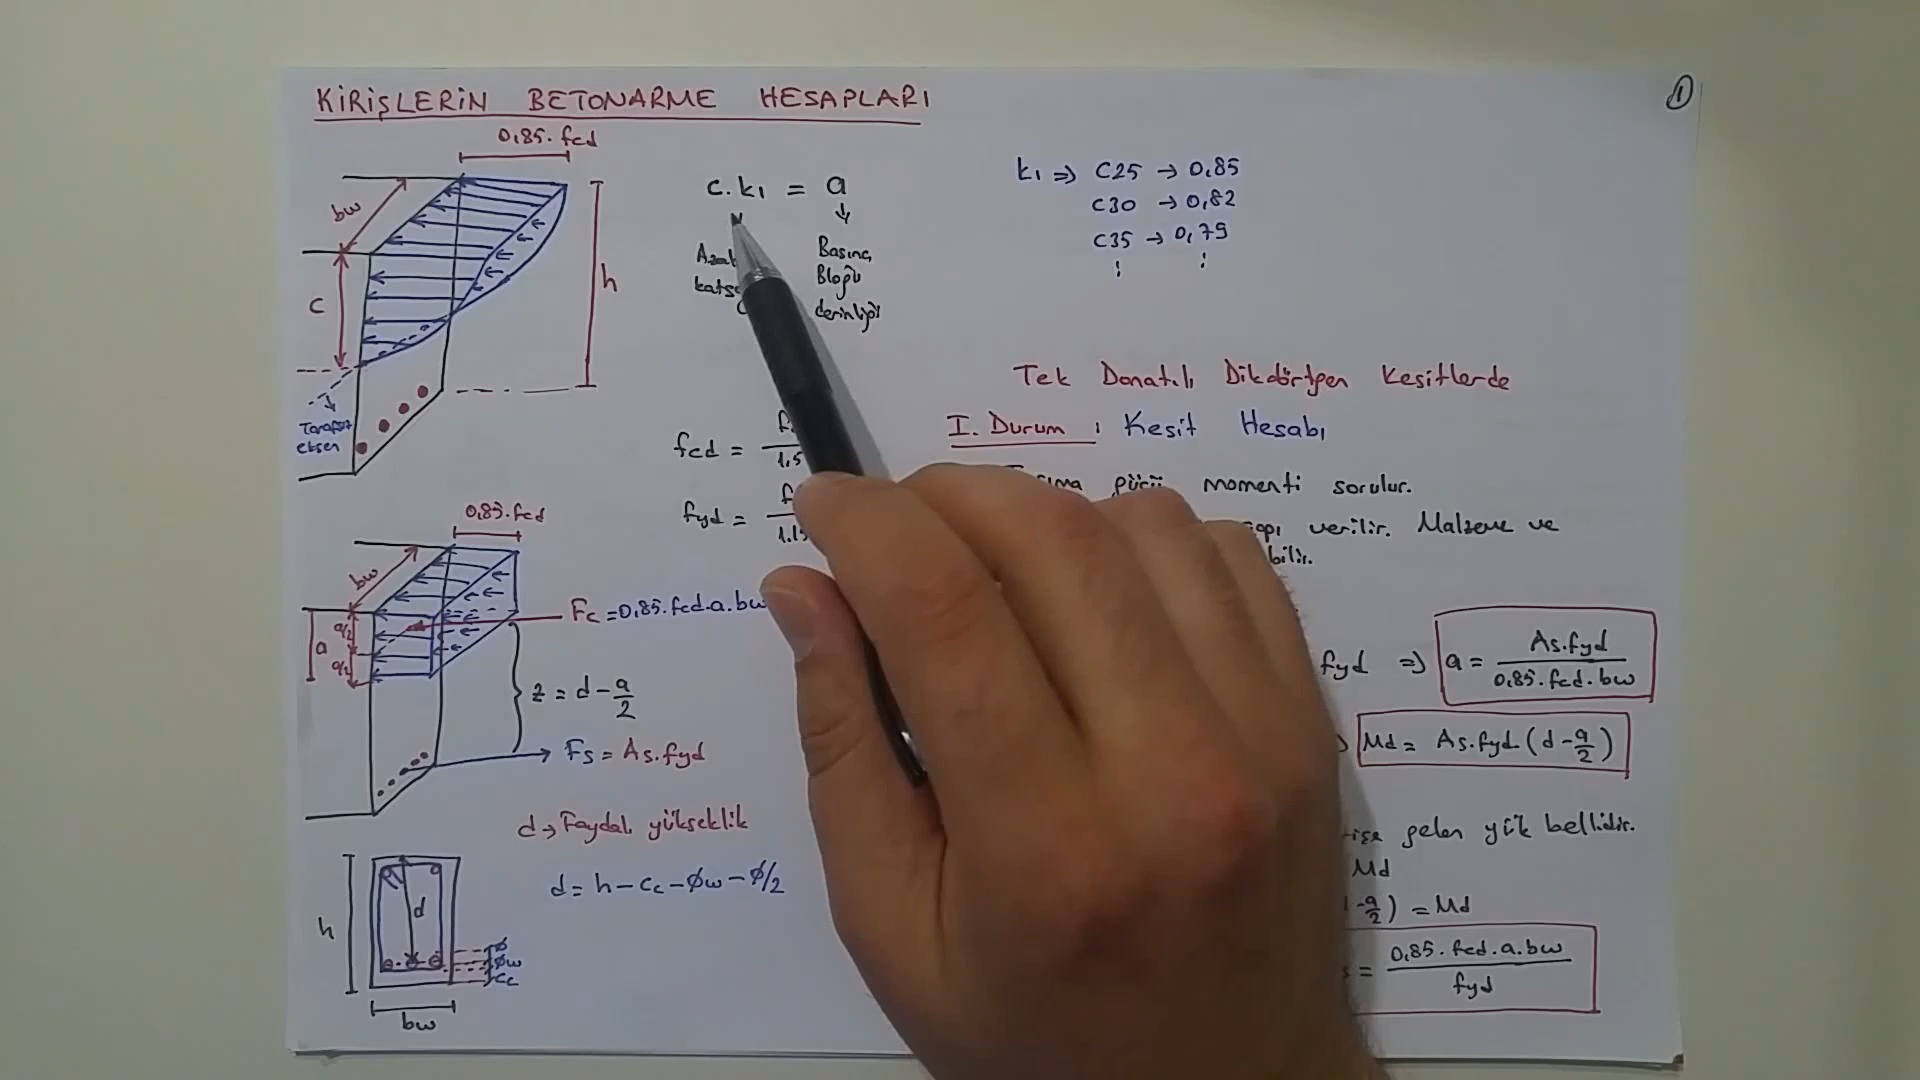 KİRİŞLERİN BETONARME HESAPLARI
1
0,85.fcd
bw
c
h
Tarafsız
eksen
c.k1 = a
Basınç
Bloğu
derinliği
k1 => C25 → 0,85
C30 → 0,82
C35 → 0,79
fcd =
1.5
fyd =
1.15
Tek Donatılı Dikdörtgen Kesitlerde
I. Durum : Kesit Hesabı
gücü momenti sorulur.
verilir. Malzeme ve
0,85.fcd
bw
a
a/2
a/2
Fc = 0,85.fcd.a.bw
z = d - a/2
Fs = As.fyd
fyd => a = As.fyd / 0,85.fcd.bw
Md = As.fyd.(d - a/2)
d → Faydalı yükseklik
d = h - cc - øw - ø/2
h
d
ø
øw
cc
bw
gelen yük bellidir.
Md
- a/2) = Md
= 0,85.fcd.a.bw / fyd